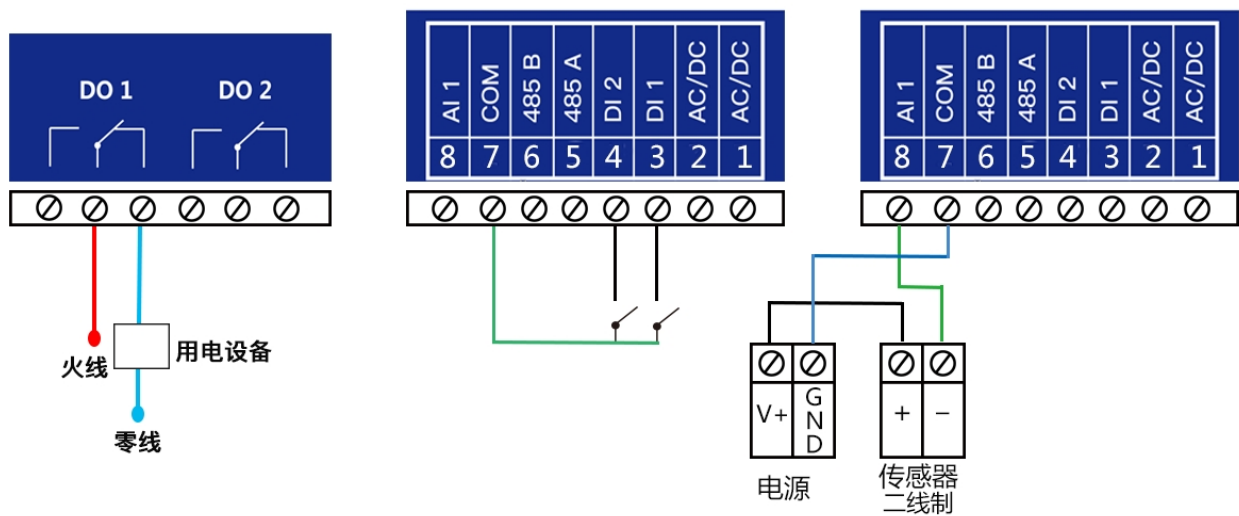 DO 1 DO 2
火线
用电设备
零线
AI 1 COM 485 B 485 A DI 2 DI 1 AC/DC AC/DC
8 7 6 5 4 3 2 1
AI 1 COM 485 B 485 A DI 2 DI 1 AC/DC AC/DC
8 7 6 5 4 3 2 1
V+ GND
电源
+ −
传感器
二线制